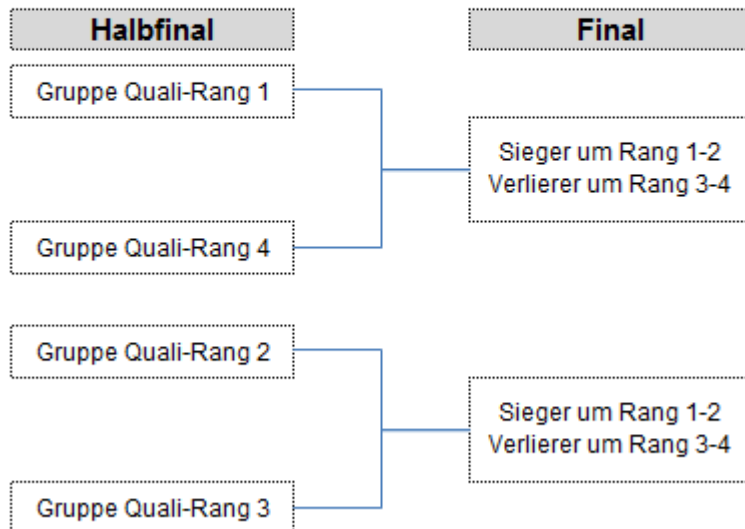 Halbfinal
Final
Gruppe Quali-Rang 1
Sieger um Rang 1-2
Verlierer um Rang 3-4
Gruppe Quali-Rang 4
Gruppe Quali-Rang 2
Sieger um Rang 1-2
Verlierer um Rang 3-4
Gruppe Quali-Rang 3